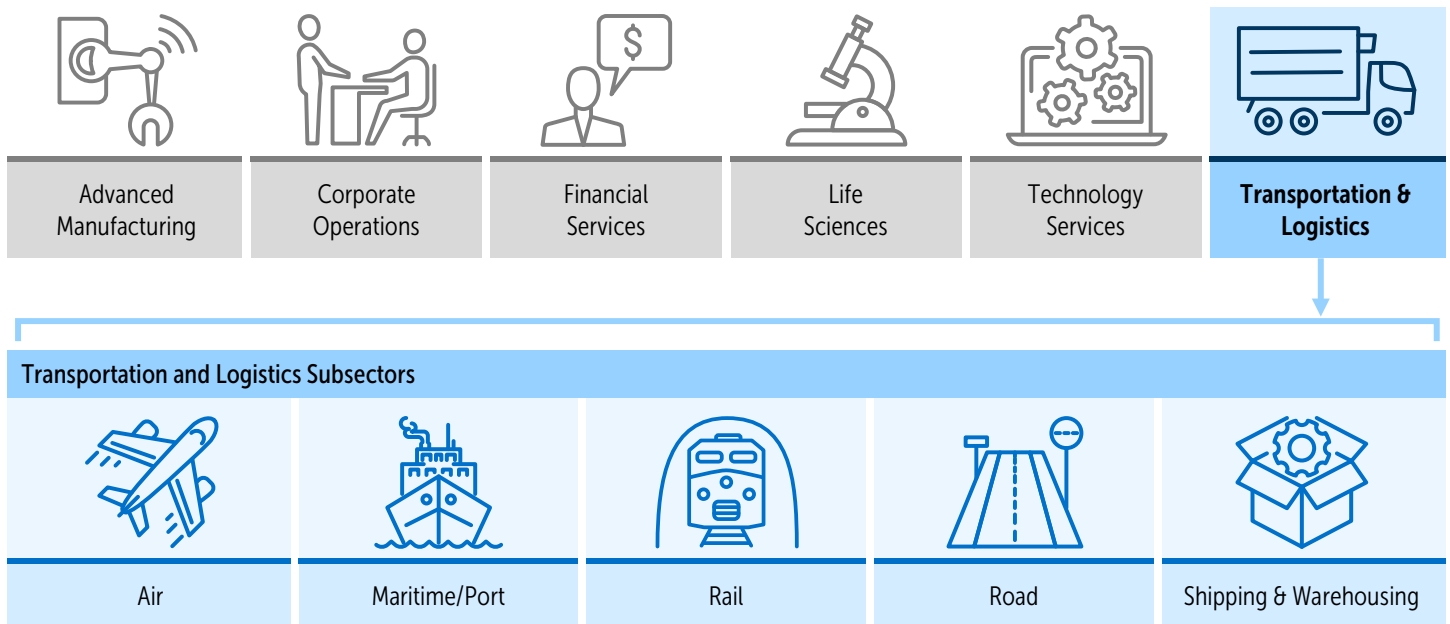 $
Advanced
Manufacturing
Corporate
Operations
Financial
Services
Life
Sciences
Technology
Services
Transportation &
Logistics
Transportation and Logistics Subsectors
Air
Maritime/Port
Rail
Road
Shipping & Warehousing